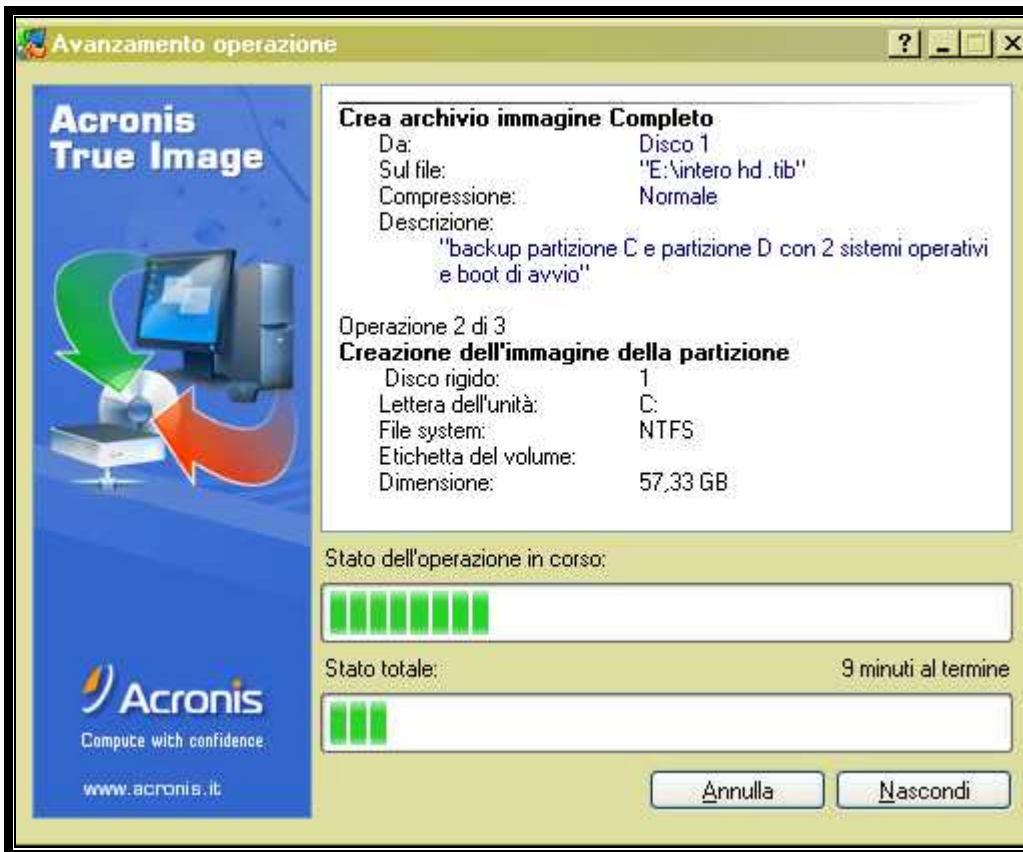 Avanzamento operazione
Acronis
True Image
Crea archivio immagine Completo
Da: Disco 1
Sul file: "E:\intero hd .tib"
Compressione: Normale
Descrizione:
"backup partizione C e partizione D con 2 sistemi operativi
e boot di avvio"
Operazione 2 di 3
Creazione dell'immagine della partizione
Disco rigido: 1
Lettera dell'unità: C:
File system: NTFS
Etichetta del volume:
Dimensione: 57,33 GB
Stato dell'operazione in corso:
Stato totale: 9 minuti al termine
Acronis
Compute with confidence
www.acronis.it
Annulla Nascondi